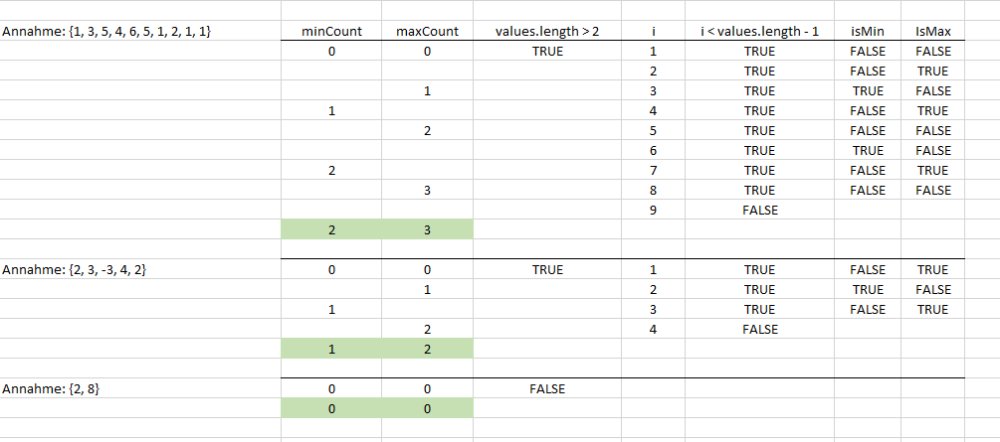 Annahme: {1, 3, 5, 4, 6, 5, 1, 2, 1, 1} minCount maxCount values.length > 2 i i < values.length - 1 isMin IsMax
0 0 TRUE 1 TRUE FALSE FALSE
2 TRUE FALSE TRUE
1 3 TRUE TRUE FALSE
1 4 TRUE FALSE TRUE
2 5 TRUE FALSE FALSE
6 TRUE TRUE FALSE
2 7 TRUE FALSE TRUE
3 8 TRUE FALSE FALSE
9 FALSE
2 3
Annahme: {2, 3, -3, 4, 2} 0 0 TRUE 1 TRUE FALSE TRUE
1 2 TRUE TRUE FALSE
1 3 TRUE FALSE TRUE
2 4 FALSE
1 2
Annahme: {2, 8} 0 0 FALSE
0 0